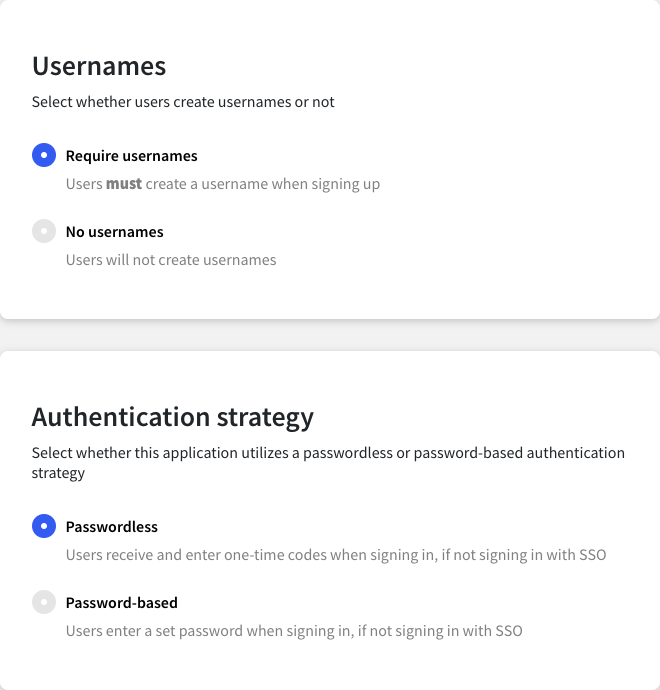 Usernames
Select whether users create usernames or not
Require usernames
Users must create a username when signing up
No usernames
Users will not create usernames
Authentication strategy
Select whether this application utilizes a passwordless or password-based authentication
strategy
Passwordless
Users receive and enter one-time codes when signing in, if not signing in with SSO
Password-based
Users enter a set password when signing in, if not signing in with SSO